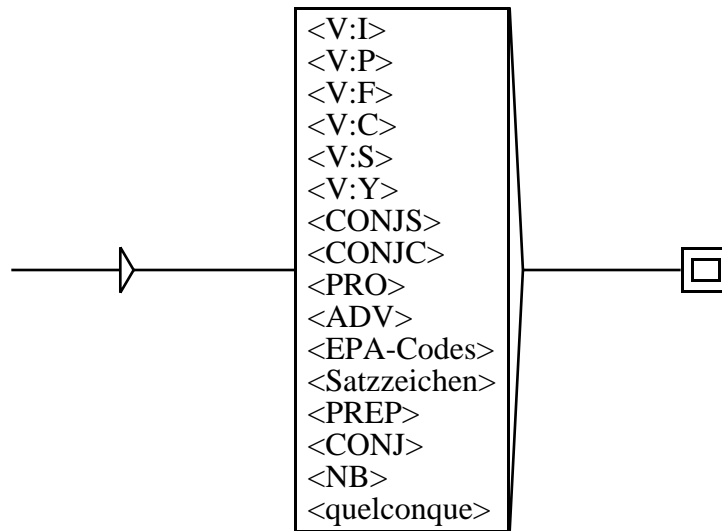 <V:I>
<V:P>
<V:F>
<V:C>
<V:S>
<V:Y>
<CONJS>
<CONJC>
<PRO>
<ADV>
<EPA-Codes>
<Satzzeichen>
<PREP>
<CONJ>
<NB>
<quelconque>